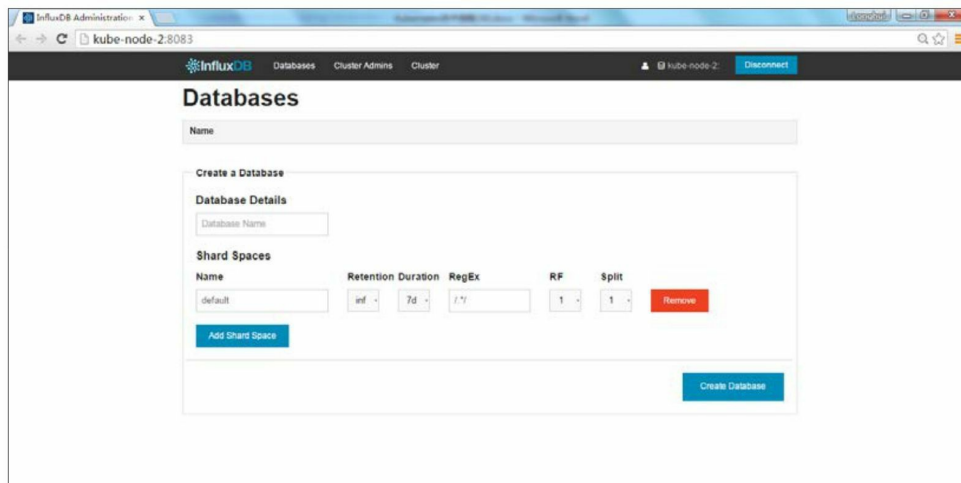 InfluxDB Administration
kube-node-2:8083
InfluxDB Databases Cluster Admins Cluster kube-node-2: Disconnect
Databases
Name
Create a Database
Database Details
Database Name
Shard Spaces
Name Retention Duration RegEx RF Split
default inf 7d /.*/ 1 1 Remove
Add Shard Space
Create Database